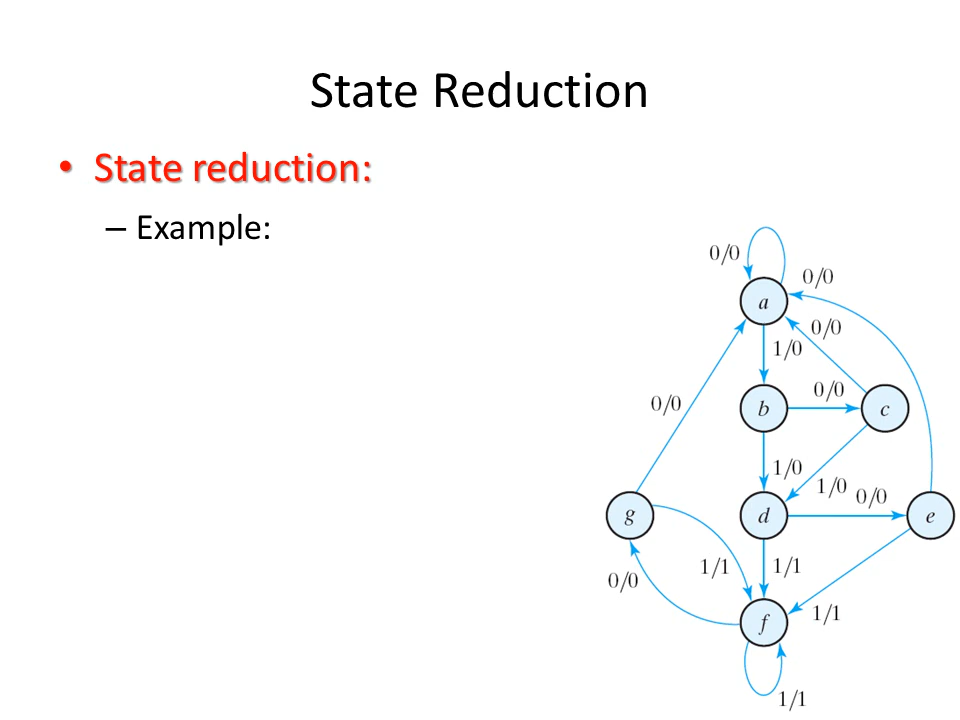 State Reduction
• State reduction:
– Example:
0/0
0/0
a
0/0
1/0
0/0
0/0
b
c
1/0
1/0
0/0
g
d
e
1/1
1/1
0/0
1/1
f
1/1